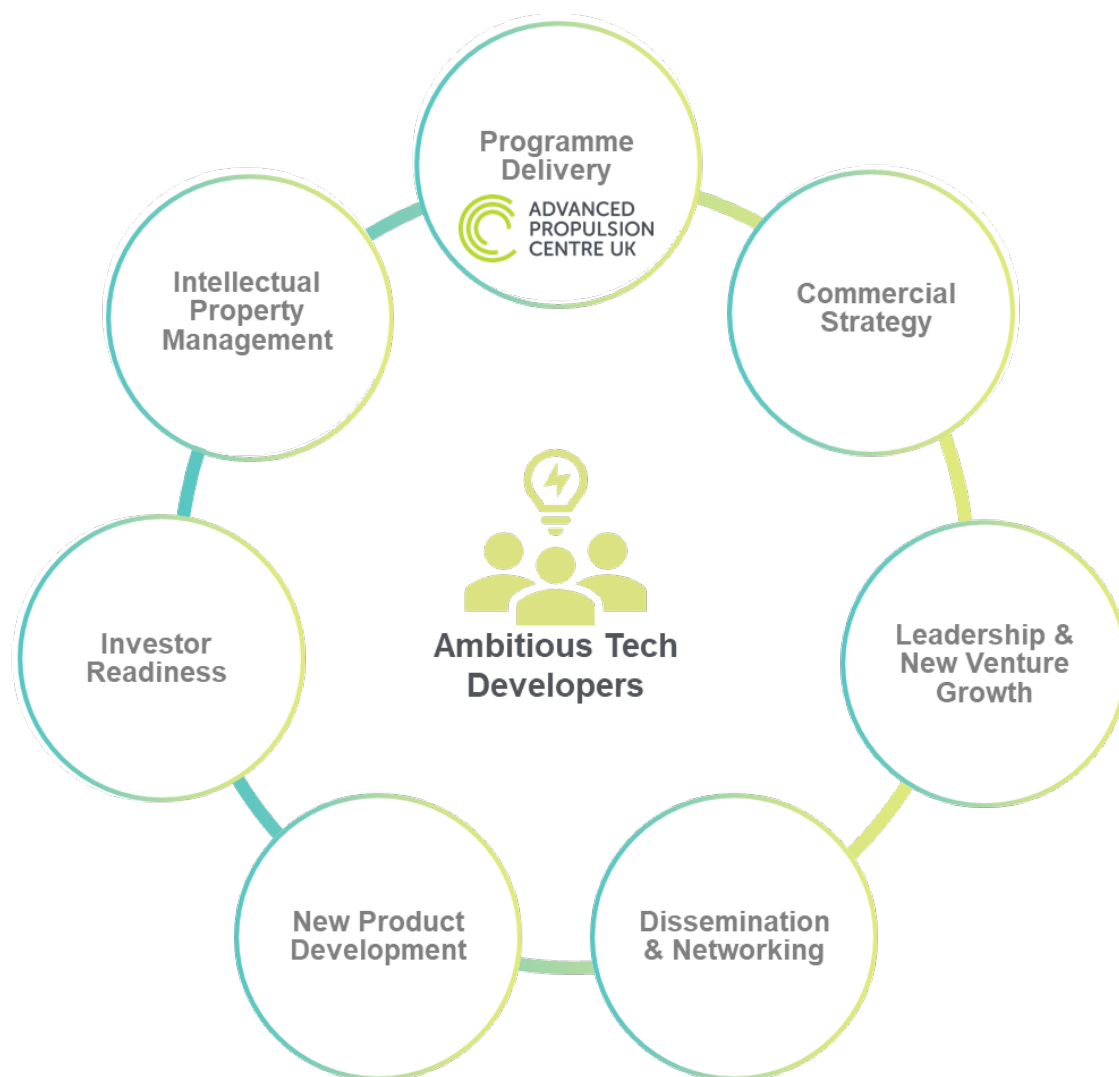 Programme
Delivery
ADVANCED
PROPULSION
CENTRE UK
Commercial
Strategy
Leadership &
New Venture
Growth
Dissemination
& Networking
New Product
Development
Investor
Readiness
Intellectual
Property
Management
Ambitious Tech
Developers